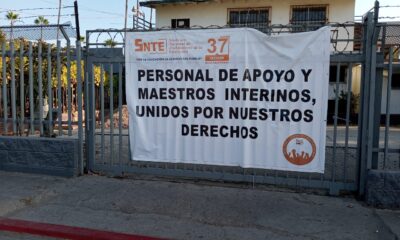 SNTE
37
PERSONAL DE APOYO Y
MAESTROS INTERINOS,
UNIDOS POR NUESTROS
DERECHOS